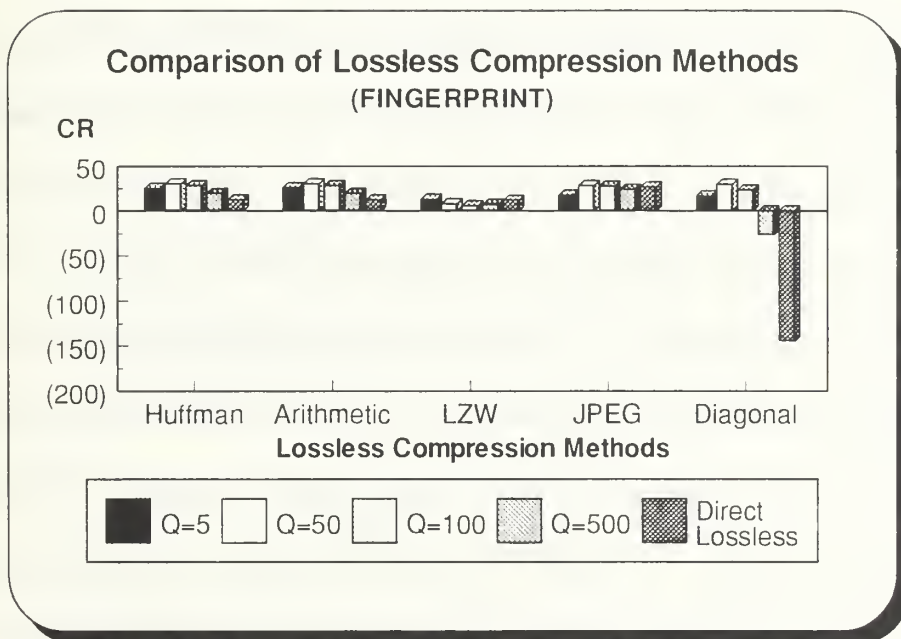 Comparison of Lossless Compression Methods
(FINGERPRINT)
CR
50
0
(50)
(100)
(150)
(200)
Huffman Arithmetic LZW JPEG Diagonal
Lossless Compression Methods
Q=5 Q=50 Q=100 Q=500 Direct Lossless